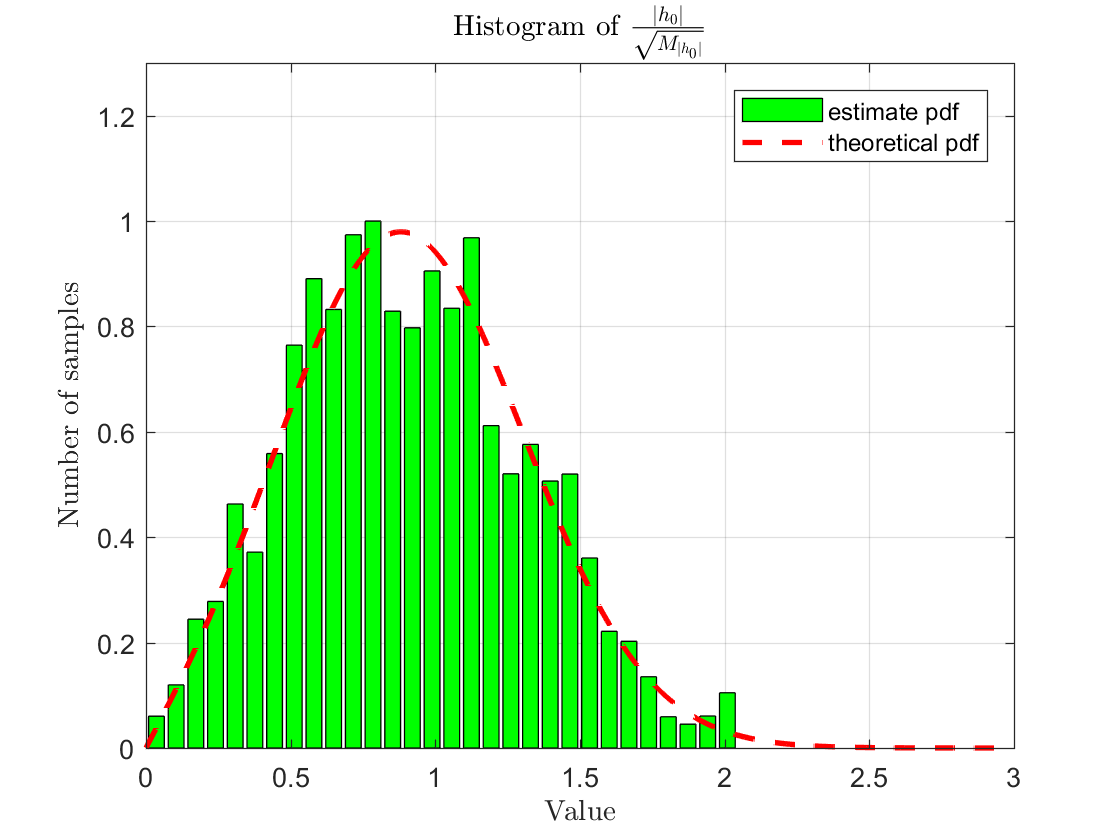 Histogram of |h₀| / √M|h₀|
estimate pdf
theoretical pdf
1.2
1
0.8
0.6
0.4
0.2
0
Number of samples
0 0.5 1 1.5 2 2.5 3
Value